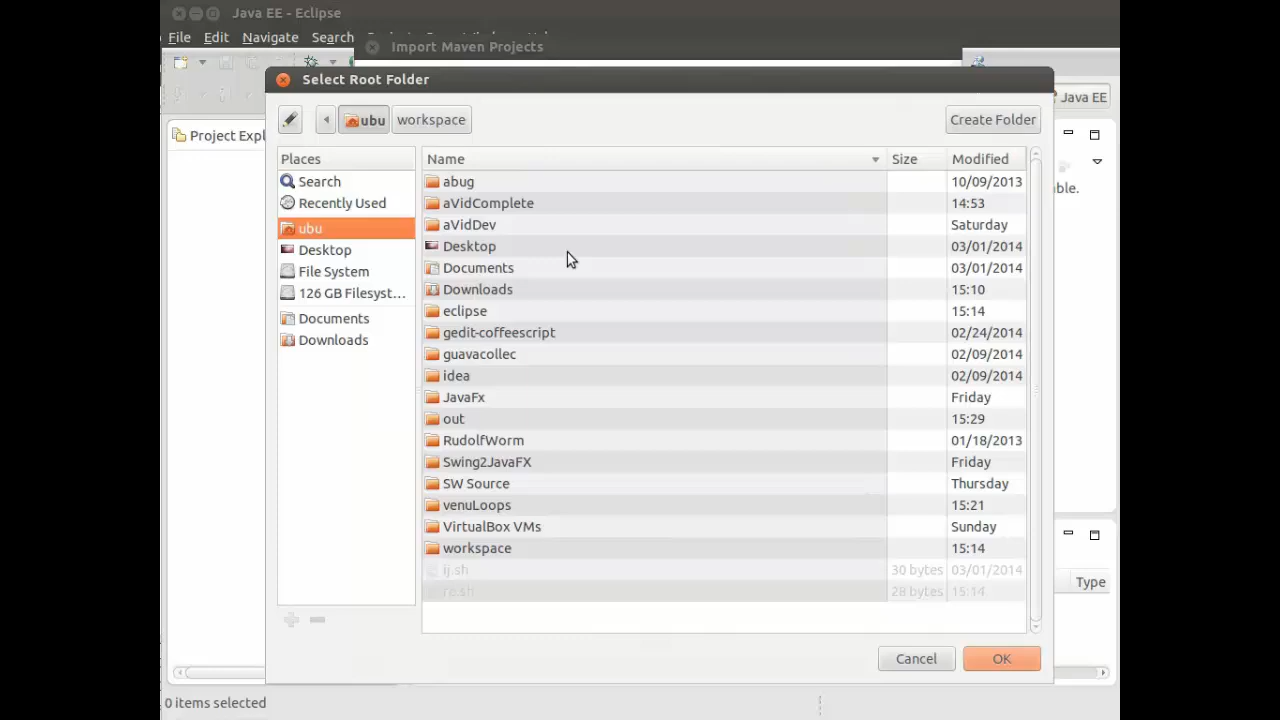 Java EE - Eclipse
File Edit Navigate Search
Import Maven Projects
Select Root Folder
ubu workspace Create Folder
Java EE
Project Expl
Places
Search
Recently Used
ubu
Desktop
File System
126 GB Filesyst...
Documents
Downloads
Name Size Modified
abug 10/09/2013
aVidComplete 14:53
aVidDev Saturday
Desktop 03/01/2014
Documents 03/01/2014
Downloads 15:10
eclipse 15:14
gedit-coffeescript 02/24/2014
guavacollec 02/09/2014
idea 02/09/2014
JavaFx Friday
out 15:29
RudolfWorm 01/18/2013
Swing2JavaFX Friday
SW Source Thursday
venuLoops 15:21
VirtualBox VMs Sunday
workspace 15:14
ij.sh 30 bytes 03/01/2014
28 bytes 15:14
able.
Type
Cancel OK
0 items selected